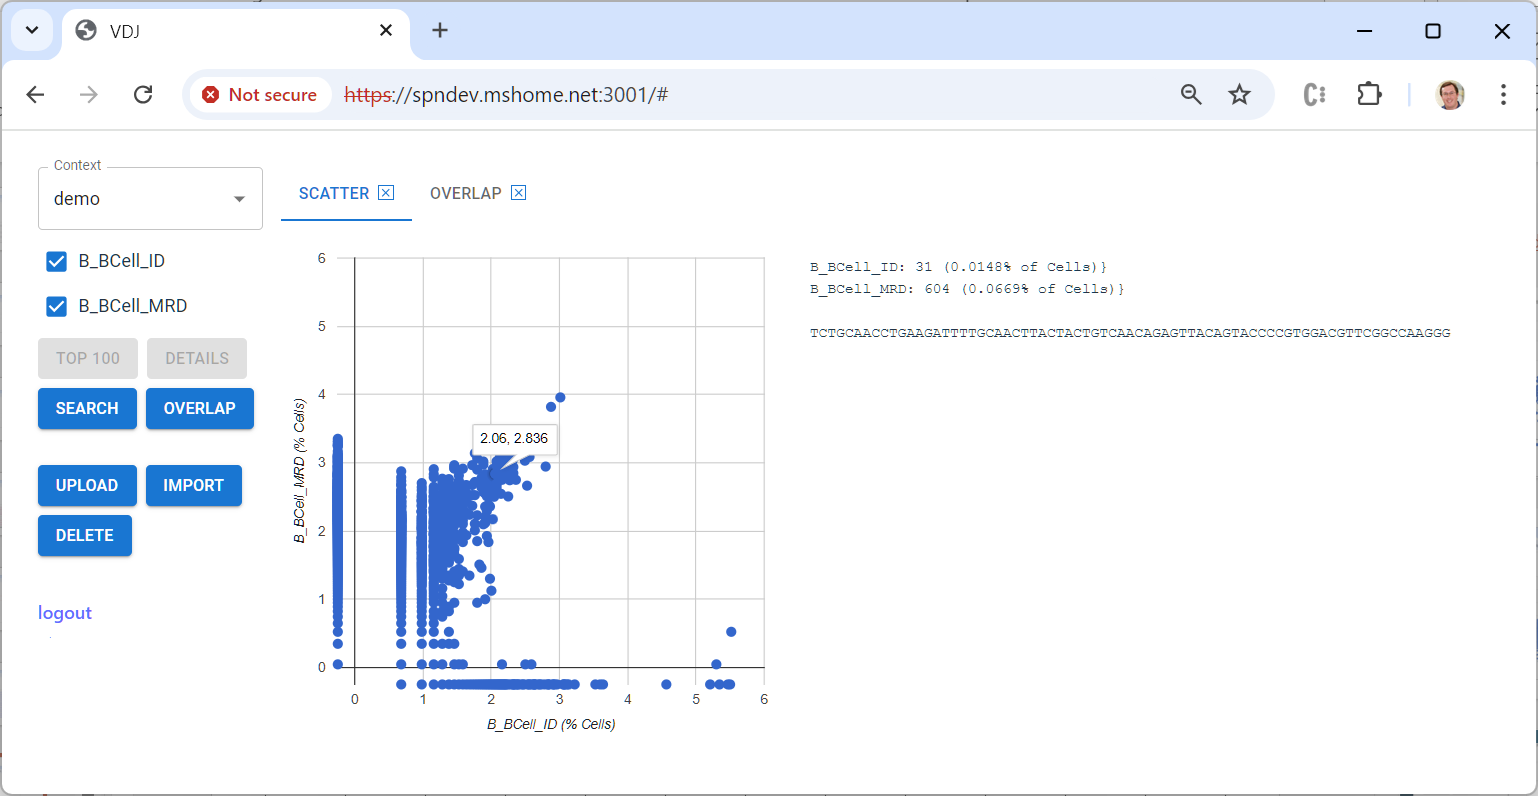 VDJ
Not secure
https://spndev.mshome.net:3001/#
Context
demo
SCATTER
OVERLAP
B_BCell_ID
B_BCell_MRD
TOP 100
DETAILS
SEARCH
OVERLAP
UPLOAD
IMPORT
DELETE
logout
6
5
4
3
2
1
0
B_BCell_MRD (% Cells)
2.06, 2.836
0
1
2
3
4
5
6
B_BCell_ID (% Cells)
B_BCell_ID: 31 (0.0148% of Cells)}
B_BCell_MRD: 604 (0.0669% of Cells)}
TCTGCAACCTGAAGATTTTGCAACTTACTACTGTCAACAGAGTTACAGTACCCCGTGGACGTTCGGCCAAGGG